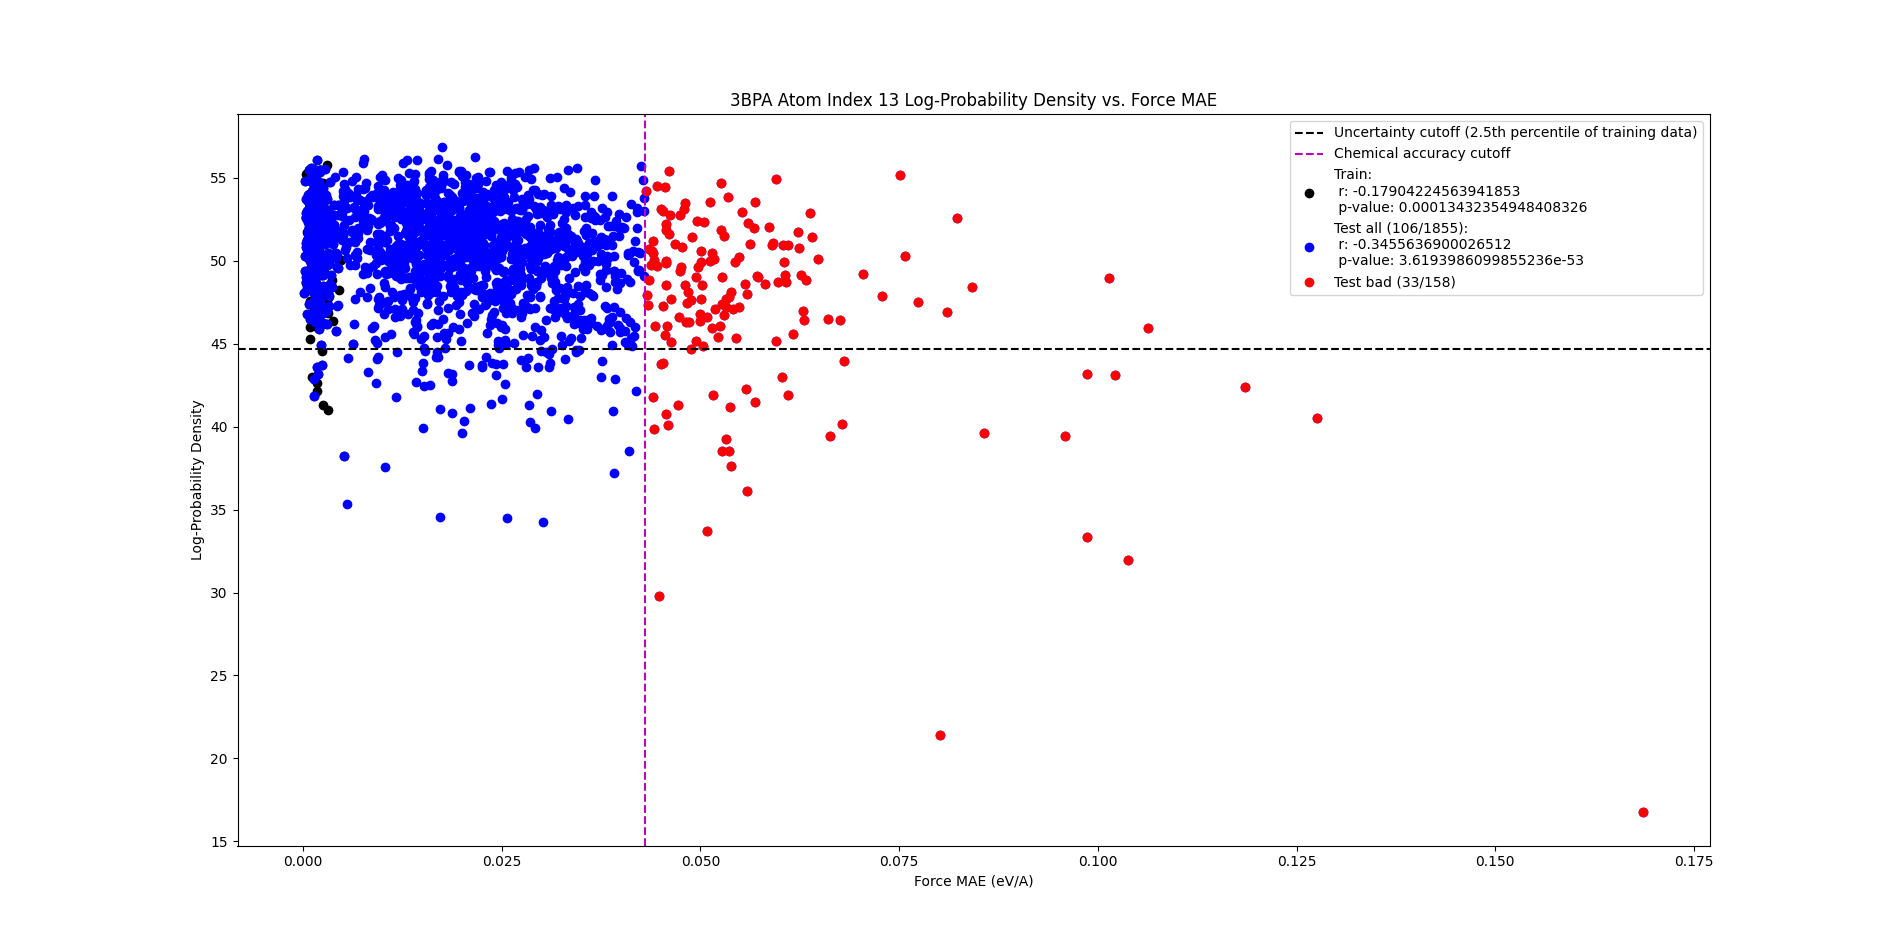 3BPA Atom Index 13 Log-Probability Density vs. Force MAE
Uncertainty cutoff (2.5th percentile of training data)
Chemical accuracy cutoff
Train:
r: -0.17904224563941853
p-value: 0.00013432354948408326
Test all (106/1855):
r: -0.3455636900026512
p-value: 3.6193986099855236e-53
Test bad (33/158)
Log-Probability Density
55
50
45
40
35
30
25
20
15
0.000
0.025
0.050
0.075
0.100
0.125
0.150
0.175
Force MAE (eV/A)